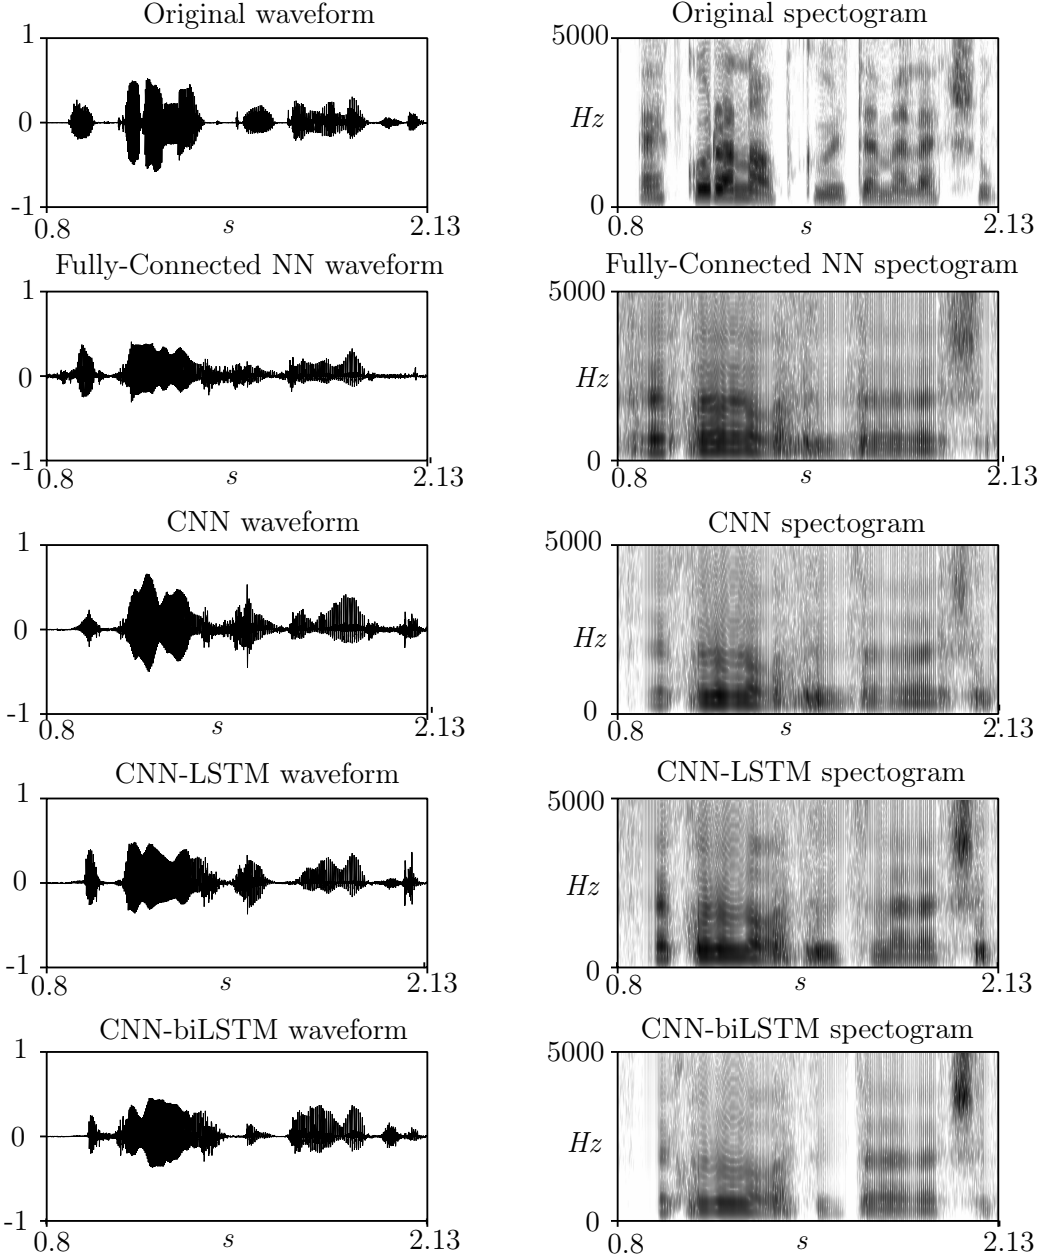 Original waveform
1
0
-1
0.8 s 2.13
Original spectogram
5000
Hz
0
0.8 s 2.13
Fully-Connected NN waveform
1
0
-1
0.8 s 2.13
Fully-Connected NN spectogram
5000
Hz
0
0.8 s 2.13
CNN waveform
1
0
-1
0.8 s 2.13
CNN spectogram
5000
Hz
0
0.8 s 2.13
CNN-LSTM waveform
1
0
-1
0.8 s 2.13
CNN-LSTM spectogram
5000
Hz
0
0.8 s 2.13
CNN-biLSTM waveform
1
0
-1
0.8 s 2.13
CNN-biLSTM spectogram
5000
Hz
0
0.8 s 2.13